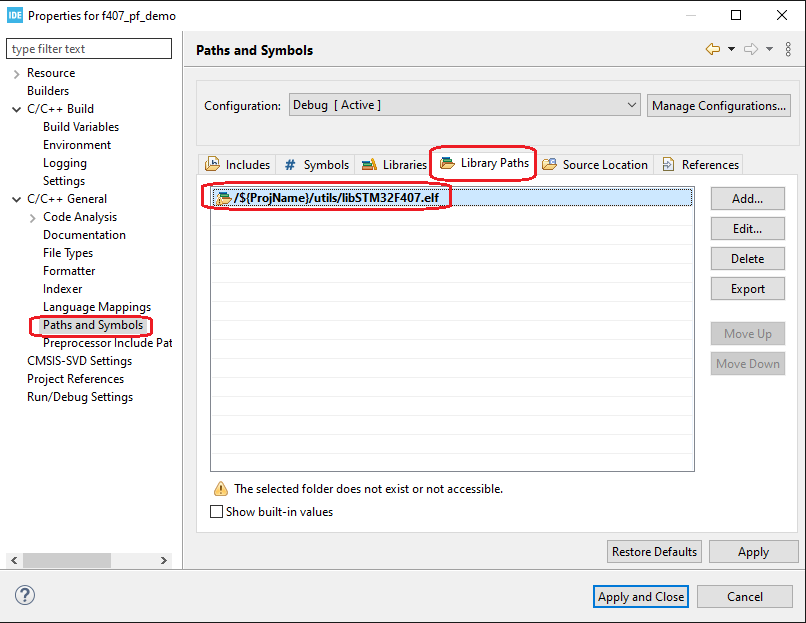 IDE Properties for f407_pf_demo
type filter text
Resource
Builders
C/C++ Build
Build Variables
Environment
Logging
Settings
C/C++ General
Code Analysis
Documentation
File Types
Formatter
Indexer
Language Mappings
Paths and Symbols
Preprocessor Include Pat
CMSIS-SVD Settings
Project References
Run/Debug Settings
Paths and Symbols
Configuration: Debug [ Active ] Manage Configurations...
Includes # Symbols Libraries Library Paths Source Location References
/${ProjName}/utils/libSTM32F407.elf
Add...
Edit...
Delete
Export
Move Up
Move Down
The selected folder does not exist or not accessible.
Show built-in values
Restore Defaults Apply
? Apply and Close Cancel